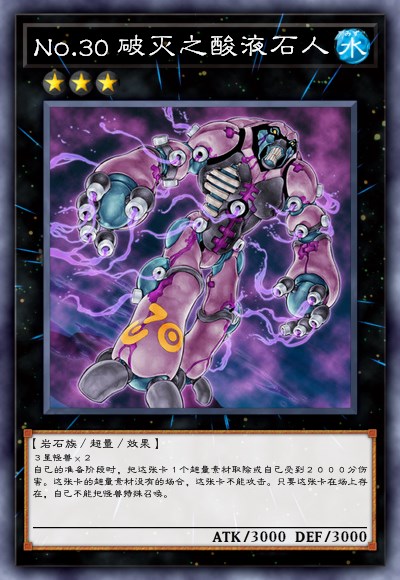 No.30 破灭之酸液石人
水
30
【岩石族／超量／效果】
３星怪兽×２
自己的准备阶段时，把这张卡１个超量素材取除或自己受到２０００分伤
害。这张卡的超量素材没有的场合，这张卡不能攻击。只要这张卡在场上存
在，自己不能把怪兽特殊召唤。
ATK/3000 DEF/3000